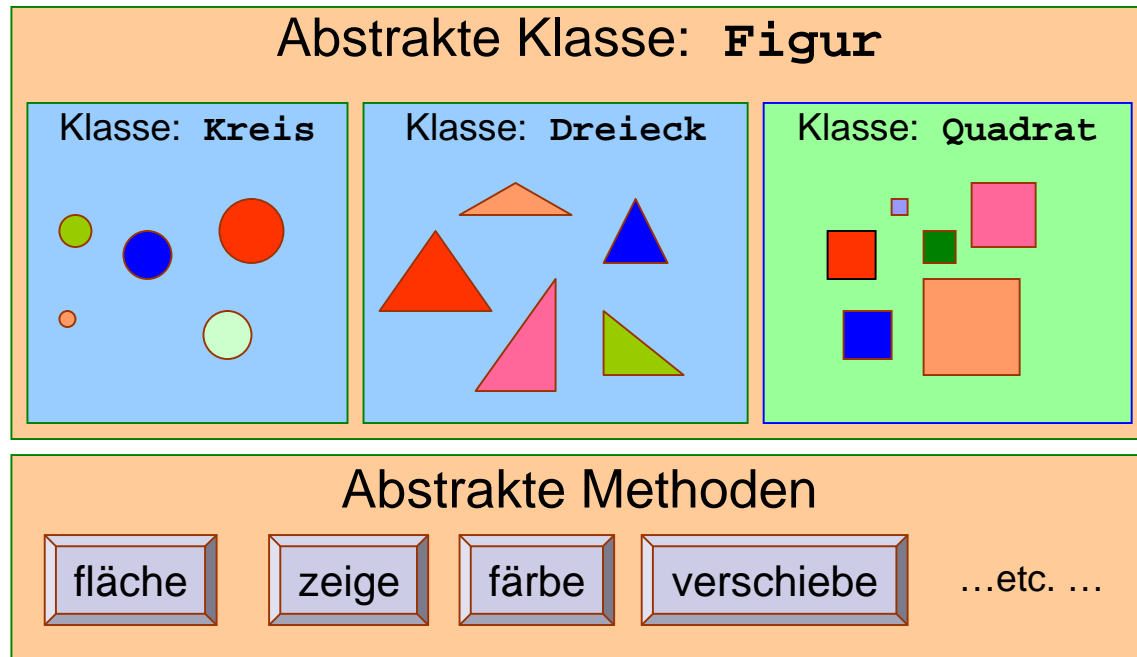 Abstrakte Klasse: Figur
Klasse: Kreis
Klasse: Dreieck
Klasse: Quadrat
Abstrakte Methoden
fläche
zeige
färbe
verschiebe
…etc. …